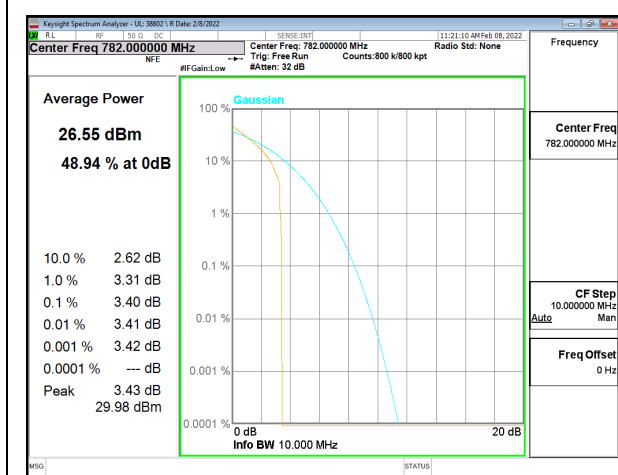 Keysight Spectrum Analyzer - UL: 38602 \ R Date: 2/8/2022
RL RF 50 Ω DC SENSE:INT 11:21:10 AM Feb 08, 2022
Center Freq 782.000000 MHz Center Freq: 782.000000 MHz Radio Std: None
NFE Trig: Free Run Counts:800 k/800 kpt
#IFGain:Low #Atten: 32 dB
Frequency
Average Power
26.55 dBm
48.94 % at 0dB
10.0 % 2.62 dB
1.0 % 3.31 dB
0.1 % 3.40 dB
0.01 % 3.41 dB
0.001 % 3.42 dB
0.0001 % --- dB
Peak 3.43 dB
29.98 dBm
Gaussian
100 %
10 %
1 %
0.1 %
0.01 %
0.001 %
0.0001 %
0 dB 20 dB
Info BW 10.000 MHz
Center Freq
782.000000 MHz
CF Step
10.000000 MHz
Auto Man
Freq Offset
0 Hz
MSG STATUS